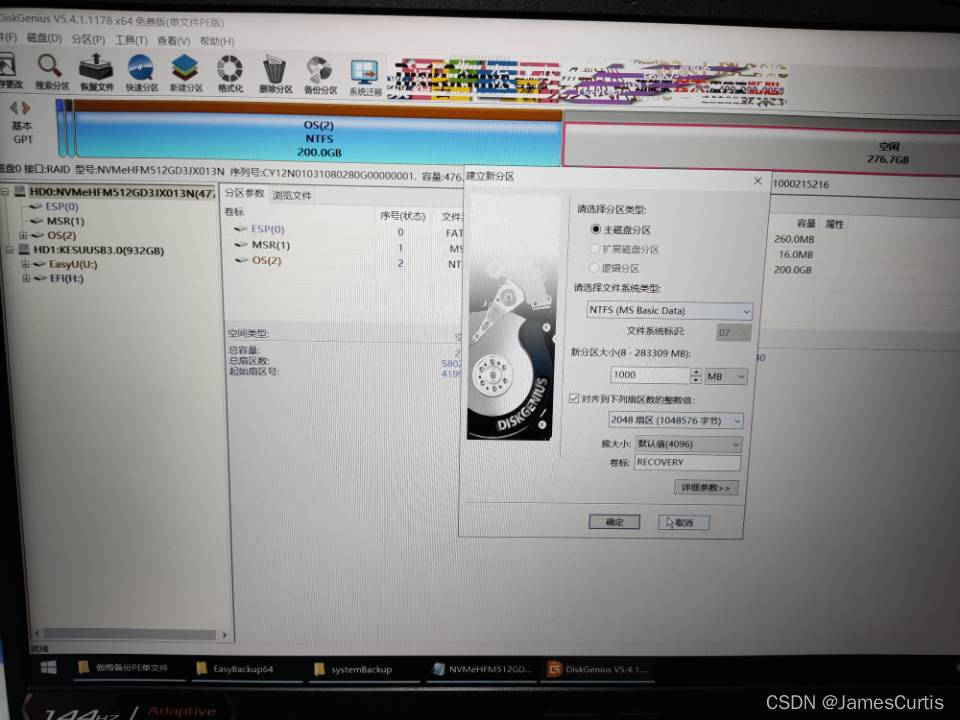 DiskGenius V5.4.1.1178 x64 免费版(单文件PE版)
件(F) 磁盘(D) 分区(P) 工具(T) 查看(V) 帮助(H)
存更改 搜索分区 恢复文件 快速分区 新建分区 格式化 删除分区 备份分区 系统迁移
基本
GPT
OS(2)
NTFS
200.0GB
空闲
276.7GB
磁盘0 接口:RAID 型号:NVMeHFM512GD3JX013N 序列号:CY12N01031080280G00000001. 容量:476.
1000215216
HD0:NVMeHFM512GD3JX013N(477
ESP(0)
MSR(1)
OS(2)
HD1:KESUUSB3.0(932GB)
EasyU(U:)
EFI(H:)
分区参数 浏览文件
卷标 序号(状态) 文件
ESP(0) 0 FAT
MSR(1) 1 MS
OS(2) 2 NT
容量 属性
260.0MB
16.0MB
200.0GB
空间类型:
总容量: 2
总扇区数: 5802
起始扇区号: 4199
40
建立新分区
请选择分区类型:
主磁盘分区
扩展磁盘分区
逻辑分区
请选择文件系统类型:
NTFS (MS Basic Data)
文件系统标识: 07
新分区大小(8 - 283309 MB):
1000 MB
对齐到下列扇区数的整数倍:
2048 扇区 (1048576 字节)
簇大小: 默认值(4096)
卷标: RECOVERY
详细参数>>
确定 取消
DISKGENIUS
就绪
傲梅备份PE单文件 EasyBackup64 systemBackup NVMeHFM512GD... DiskGenius V5.4.1....
144HZ / Adaptive
CSDN @JamesCurtis